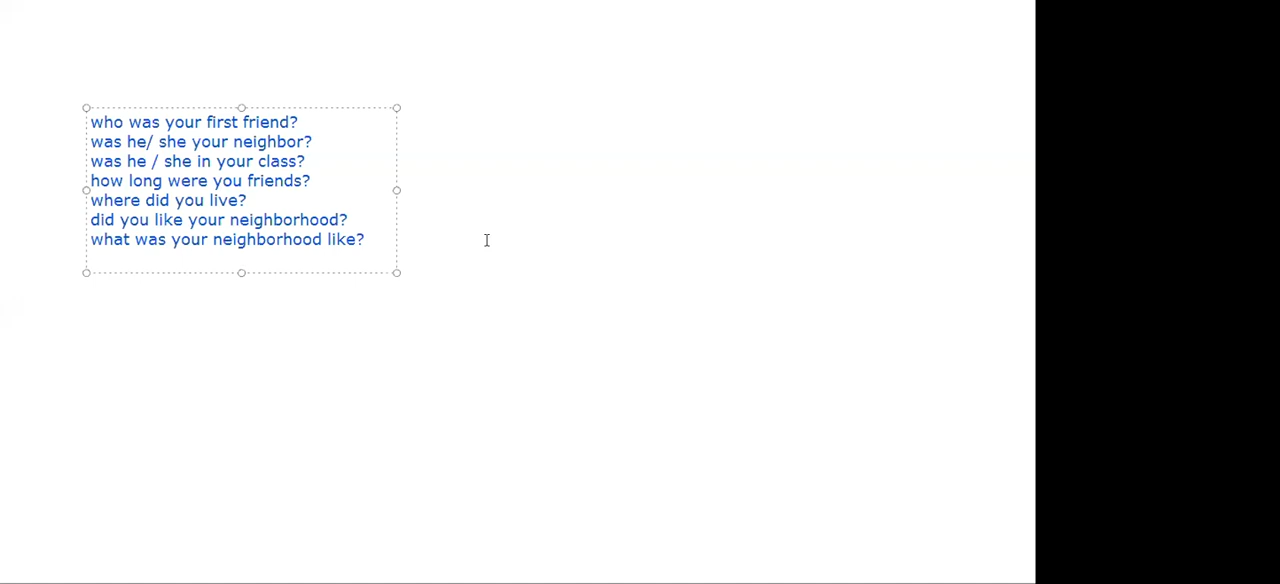 who was your first friend?
was he/ she your neighbor?
was he / she in your class?
how long were you friends?
where did you live?
did you like your neighborhood?
what was your neighborhood like?